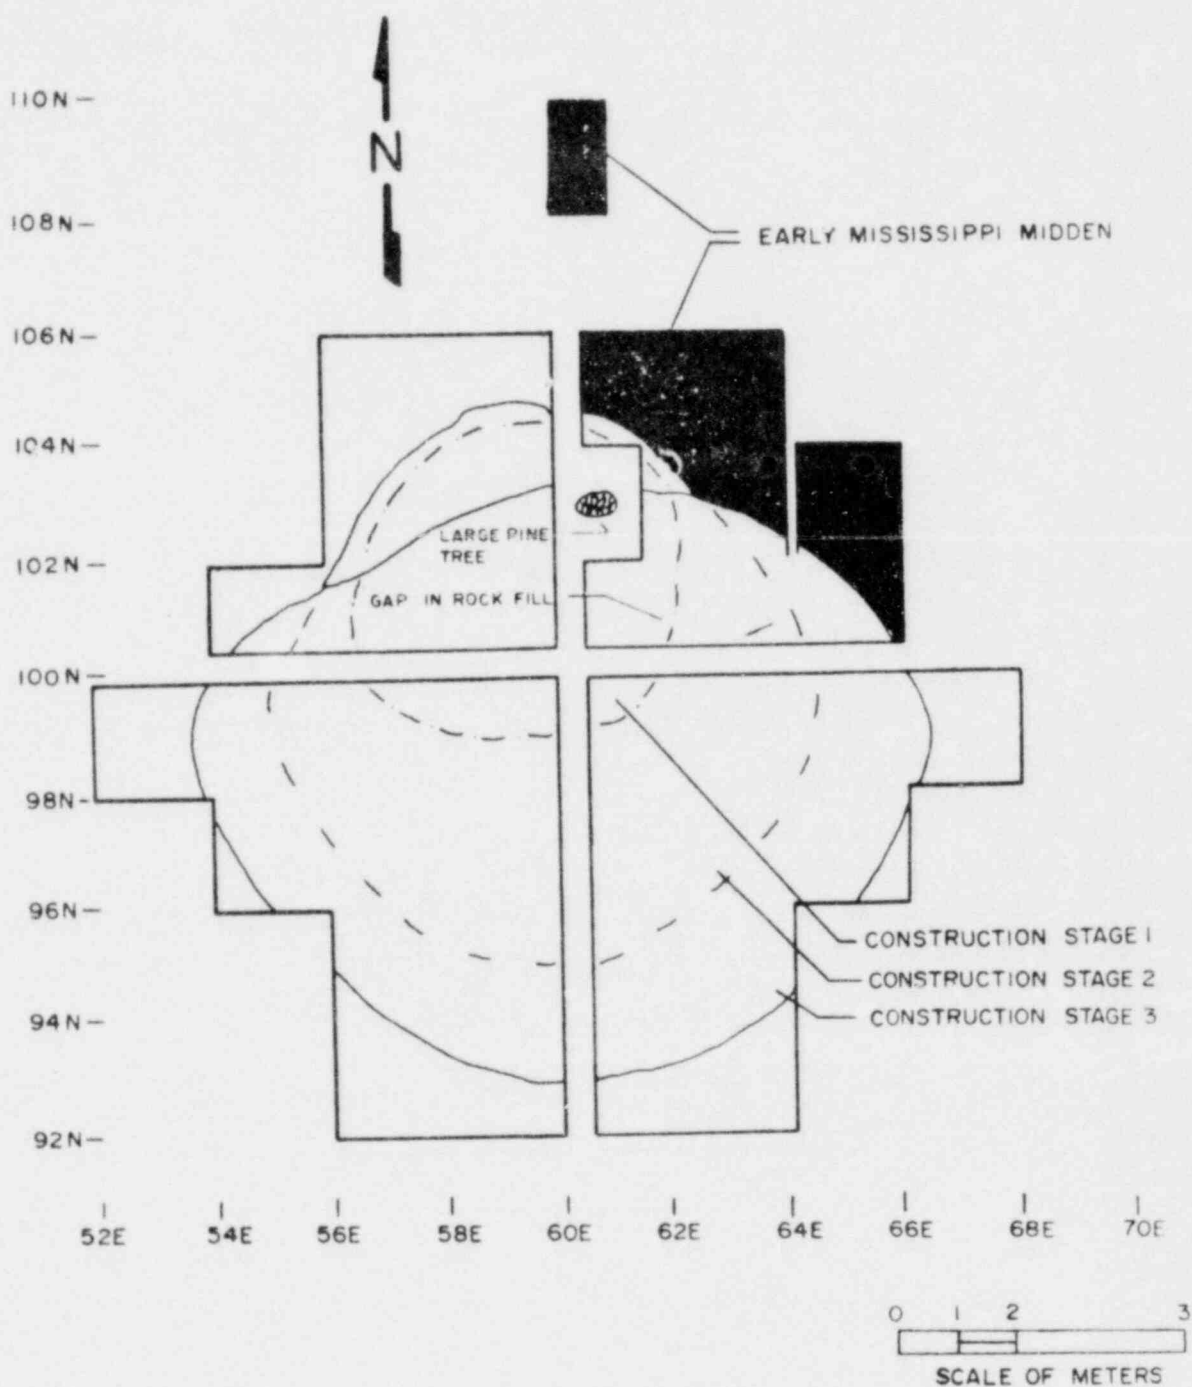 110N
N
108N
EARLY MISSISSIPPI MIDDEN
106N
104N
LARGE PINE
TREE
102N
GAP IN ROCK FILL
100N
98N
96N
CONSTRUCTION STAGE 1
CONSTRUCTION STAGE 2
94N
CONSTRUCTION STAGE 3
92N
52E 54E 56E 58E 60E 62E 64E 66E 68E 70E
0 1 2 3
SCALE OF METERS